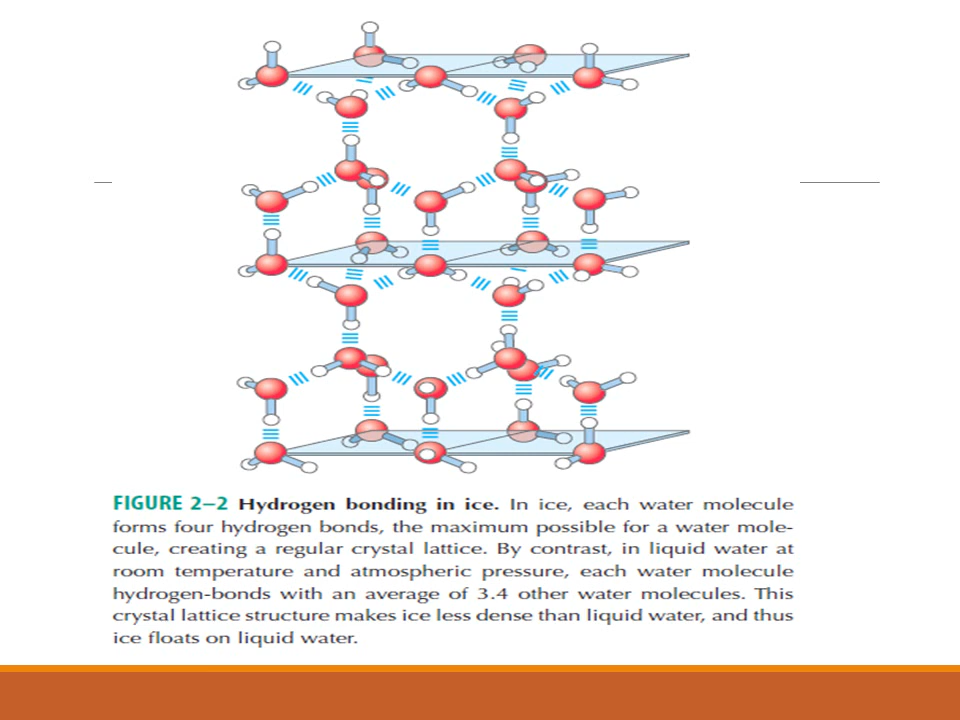 FIGURE 2–2 Hydrogen bonding in ice. In ice, each water molecule
forms four hydrogen bonds, the maximum possible for a water mole-
cule, creating a regular crystal lattice. By contrast, in liquid water at
room temperature and atmospheric pressure, each water molecule
hydrogen-bonds with an average of 3.4 other water molecules. This
crystal lattice structure makes ice less dense than liquid water, and thus
ice floats on liquid water.